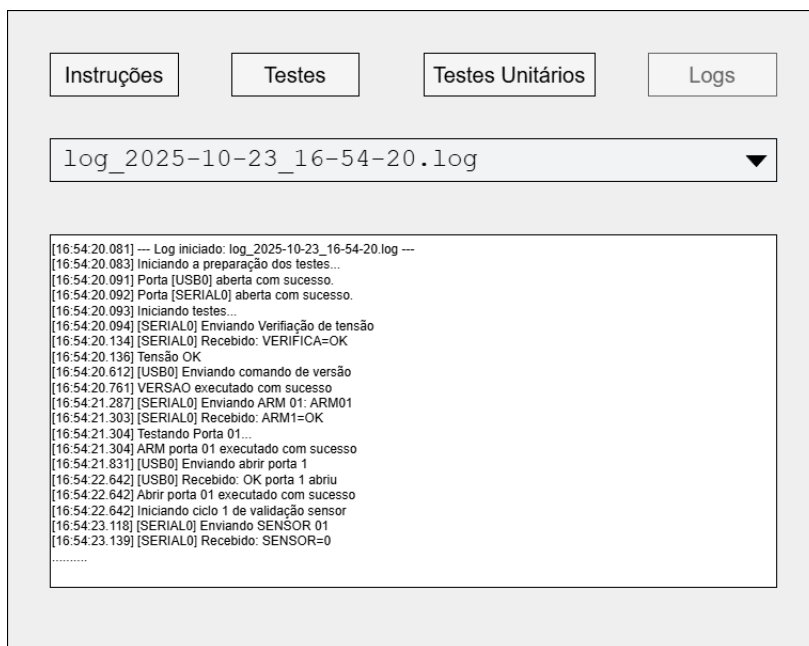 Instruções
Testes
Testes Unitários
Logs
log_2025-10-23_16-54-20.log
[16:54:20.081] --- Log iniciado: log_2025-10-23_16-54-20.log ---
[16:54:20.083] Iniciando a preparação dos testes...
[16:54:20.091] Porta [USB0] aberta com sucesso.
[16:54:20.092] Porta [SERIAL0] aberta com sucesso.
[16:54:20.093] Iniciando testes...
[16:54:20.094] [SERIAL0] Enviando Verifiação de tensão
[16:54:20.134] [SERIAL0] Recebido: VERIFICA=OK
[16:54:20.136] Tensão OK
[16:54:20.612] [USB0] Enviando comando de versão
[16:54:20.761] VERSAO executado com sucesso
[16:54:21.287] [SERIAL0] Enviando ARM 01: ARM01
[16:54:21.303] [SERIAL0] Recebido: ARM1=OK
[16:54:21.304] Testando Porta 01...
[16:54:21.304] ARM porta 01 executado com sucesso
[16:54:21.831] [USB0] Enviando abrir porta 1
[16:54:22.642] [USB0] Recebido: OK porta 1 abriu
[16:54:22.642] Abrir porta 01 executado com sucesso
[16:54:22.642] Iniciando ciclo 1 de validação sensor
[16:54:23.118] [SERIAL0] Enviando SENSOR 01
[16:54:23.139] [SERIAL0] Recebido: SENSOR=0
..........